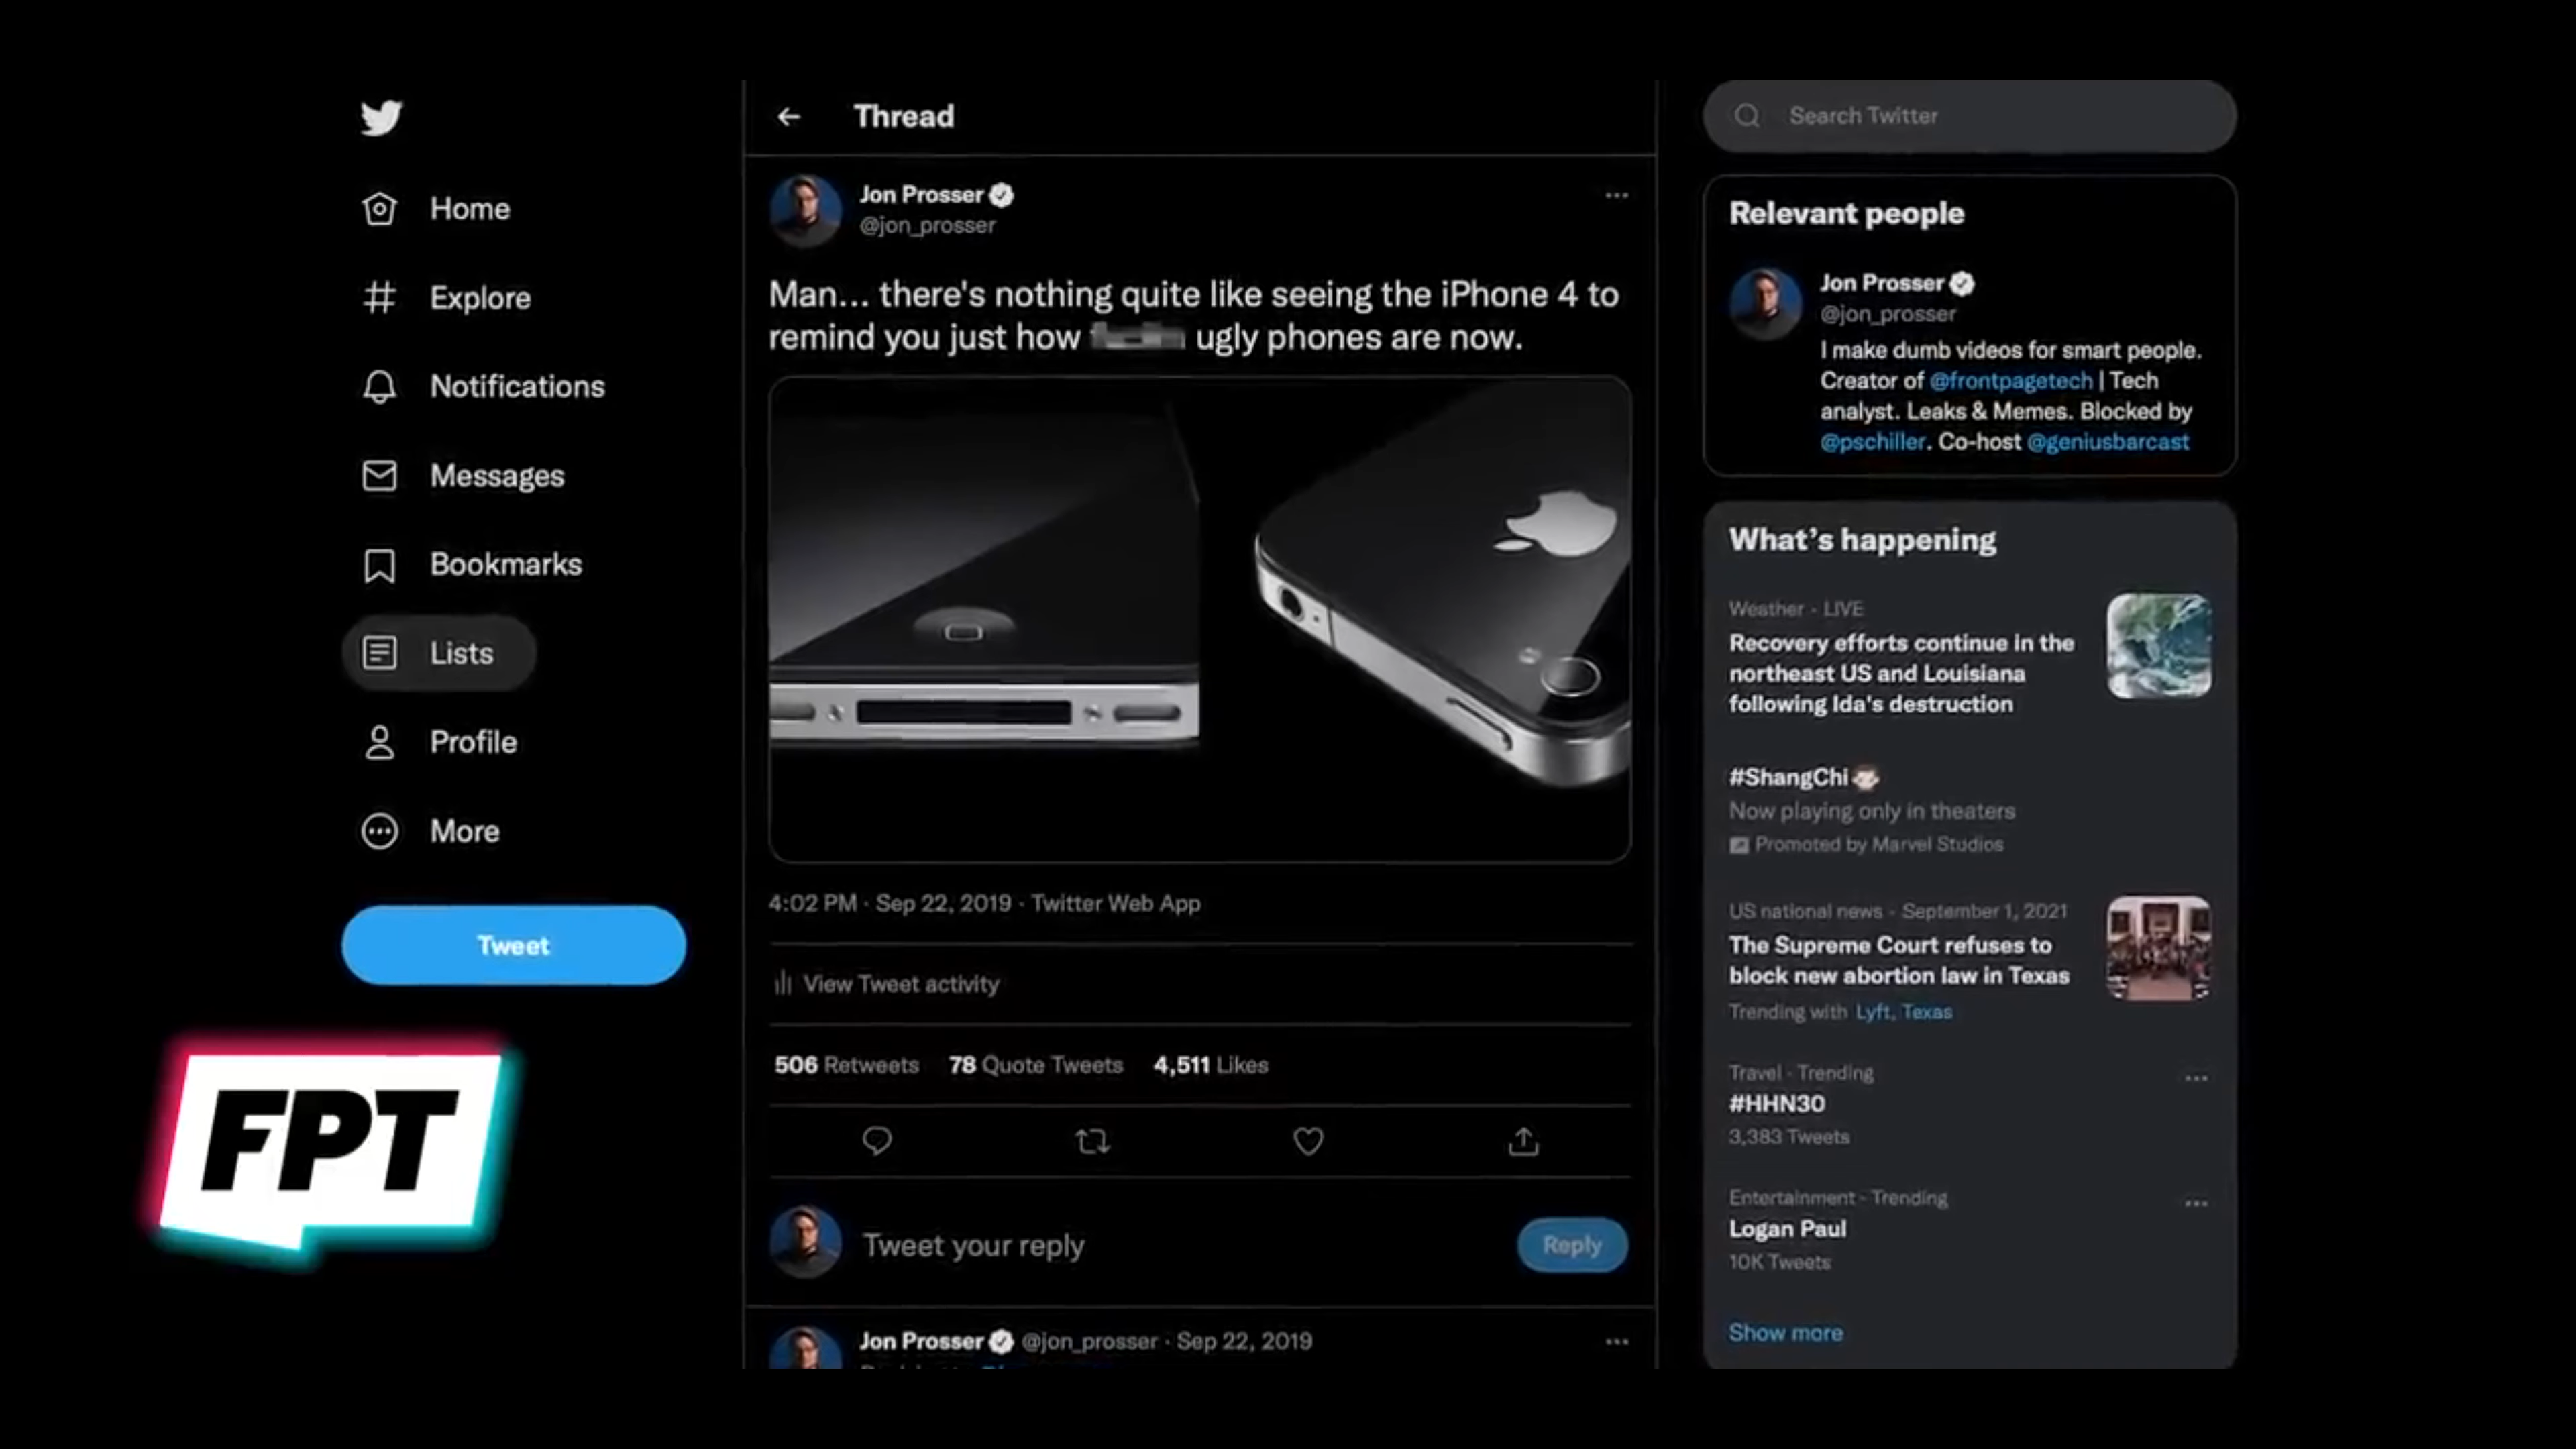 Home
Explore
Notifications
Messages
Bookmarks
Lists
Profile
More
Tweet
FPT
Thread
Jon Prosser
@jon_prosser
Man... there's nothing quite like seeing the iPhone 4 to
remind you just how ugly phones are now.
4:02 PM · Sep 22, 2019 · Twitter Web App
View Tweet activity
506 Retweets 78 Quote Tweets 4,511 Likes
Tweet your reply
Reply
Jon Prosser @jon_prosser · Sep 22, 2019
Search Twitter
Relevant people
Jon Prosser
@jon_prosser
I make dumb videos for smart people.
Creator of @frontpagetech | Tech
analyst. Leaks & Memes. Blocked by
@pschiller. Co-host @geniusbarcast
What's happening
Weather · LIVE
Recovery efforts continue in the
northeast US and Louisiana
following Ida's destruction
#ShangChi
Now playing only in theaters
Promoted by Marvel Studios
US national news · September 1, 2021
The Supreme Court refuses to
block new abortion law in Texas
Trending with Lyft, Texas
Travel · Trending
#HHN30
3,383 Tweets
Entertainment · Trending
Logan Paul
10K Tweets
Show more